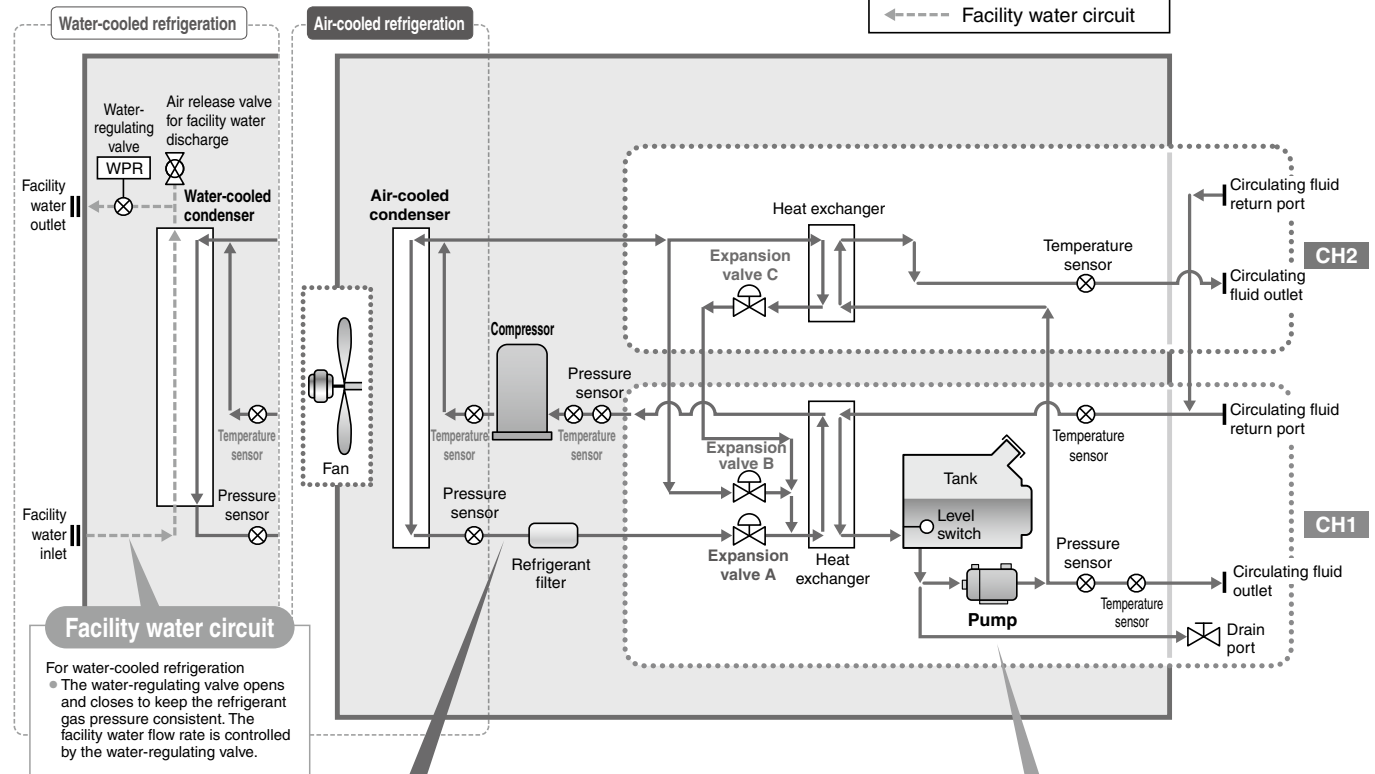 Water-cooled refrigeration
Air-cooled refrigeration
Facility water circuit
Water-
regulating
valve
WPR
Air release valve
for facility water
discharge
Facility
water
outlet
Water-cooled
condenser
Temperature
sensor
Pressure
sensor
Facility
water
inlet
Fan
Air-cooled
condenser
Compressor
Temperature
sensor
Pressure
sensor
Temperature
sensor
Pressure
sensor
Refrigerant
filter
Heat exchanger
Expansion
valve C
Temperature
sensor
Circulating fluid
return port
Circulating
fluid outlet
CH2
Expansion
valve B
Expansion
valve A
Heat
exchanger
Temperature
sensor
Circulating fluid
return port
Tank
Level
switch
Pump
Pressure
sensor
Temperature
sensor
Circulating fluid
outlet
Drain
port
CH1
Facility water circuit
For water-cooled refrigeration
● The water-regulating valve opens
and closes to keep the refrigerant
gas pressure consistent. The
facility water flow rate is controlled
by the water-regulating valve.